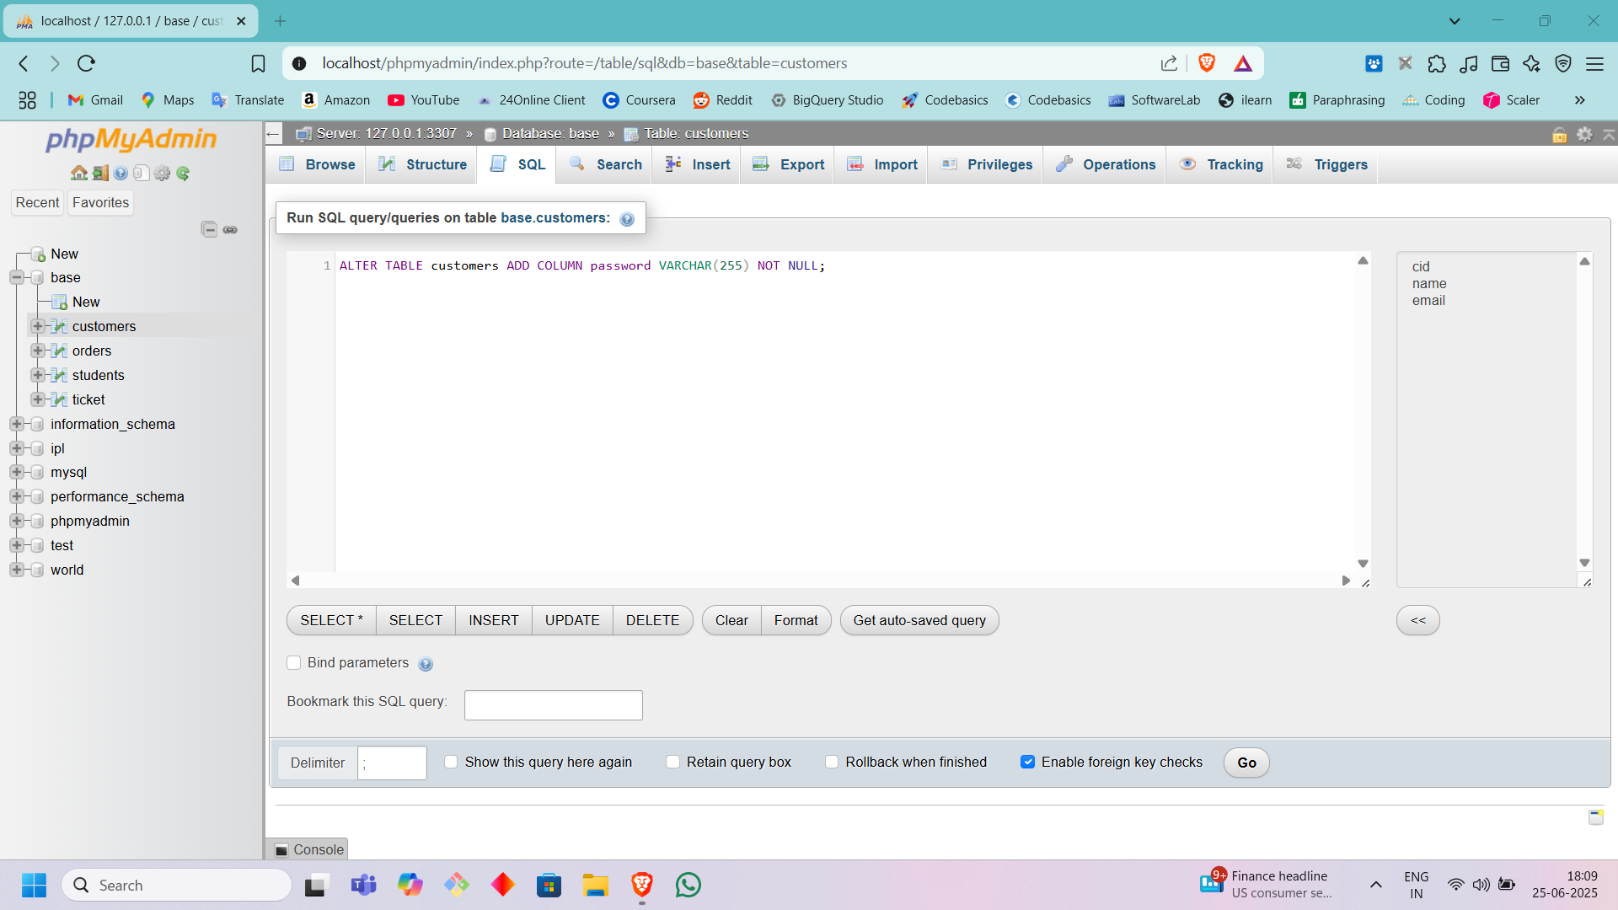 localhost / 127.0.0.1 / base / cust
localhost/phpmyadmin/index.php?route=/table/sql&db=base&table=customers
Gmail Maps Translate Amazon YouTube 24Online Client Coursera Reddit BigQuery Studio Codebasics Codebasics SoftwareLab ilearn Paraphrasing Coding Scaler »
phpMyAdmin
Recent Favorites
New
base
New
customers
orders
students
ticket
information_schema
ipl
mysql
performance_schema
phpmyadmin
test
world
Server: 127.0.0.1:3307 » Database: base » Table: customers
Browse Structure SQL Search Insert Export Import Privileges Operations Tracking Triggers
Run SQL query/queries on table base.customers:
1 ALTER TABLE customers ADD COLUMN password VARCHAR(255) NOT NULL;
cid
name
email
SELECT * SELECT INSERT UPDATE DELETE Clear Format Get auto-saved query <<
Bind parameters
Bookmark this SQL query:
Delimiter ; Show this query here again Retain query box Rollback when finished Enable foreign key checks Go
Console
Search
9+ Finance headline
US consumer se...
ENG
IN
18:09
25-06-2025